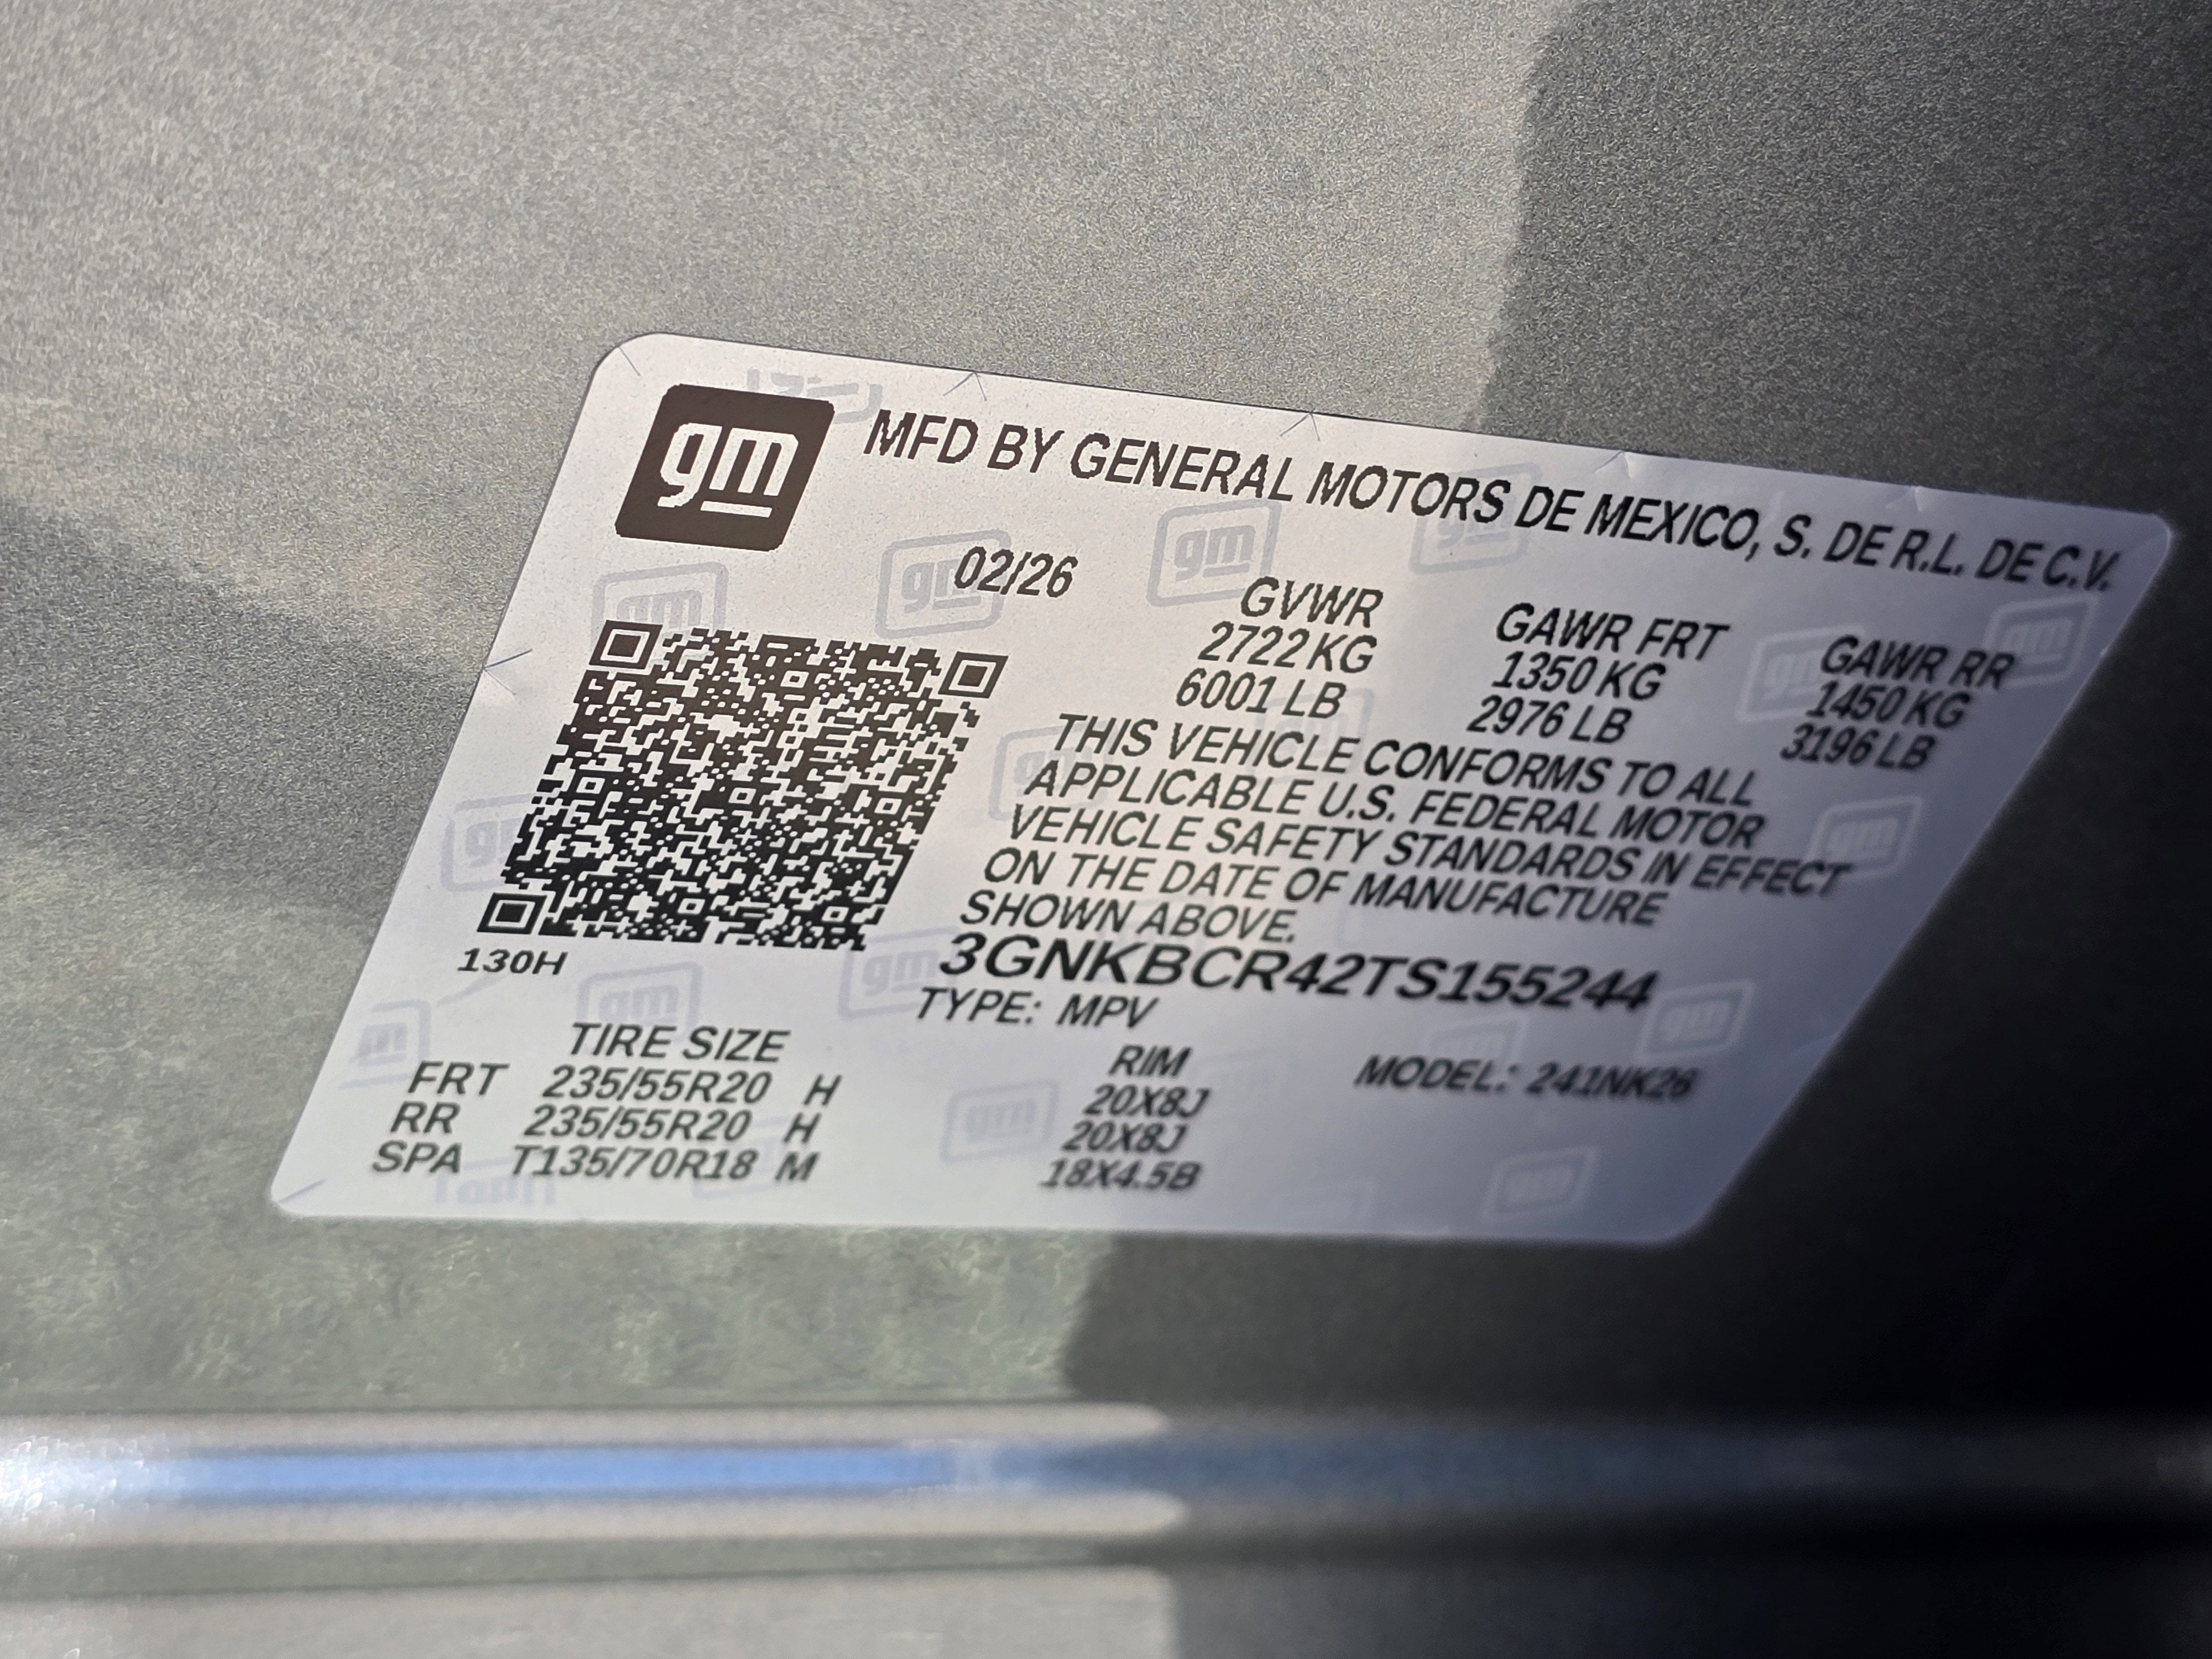 gm
MFD BY GENERAL MOTORS DE MEXICO, S. DE R.L. DE C.V.
02/26
GVWR GAWR FRT GAWR RR
2722 KG 1350 KG 1450 KG
6001 LB 2976 LB 3196 LB
THIS VEHICLE CONFORMS TO ALL
APPLICABLE U.S. FEDERAL MOTOR
VEHICLE SAFETY STANDARDS IN EFFECT
ON THE DATE OF MANUFACTURE
SHOWN ABOVE.
130H
3GNKBCR42TS155244
TYPE: MPV
MODEL: 241NK26
TIRE SIZE RIM
FRT 235/55R20 H 20X8J
RR 235/55R20 H 20X8J
SPA T135/70R18 M 18X4.5B